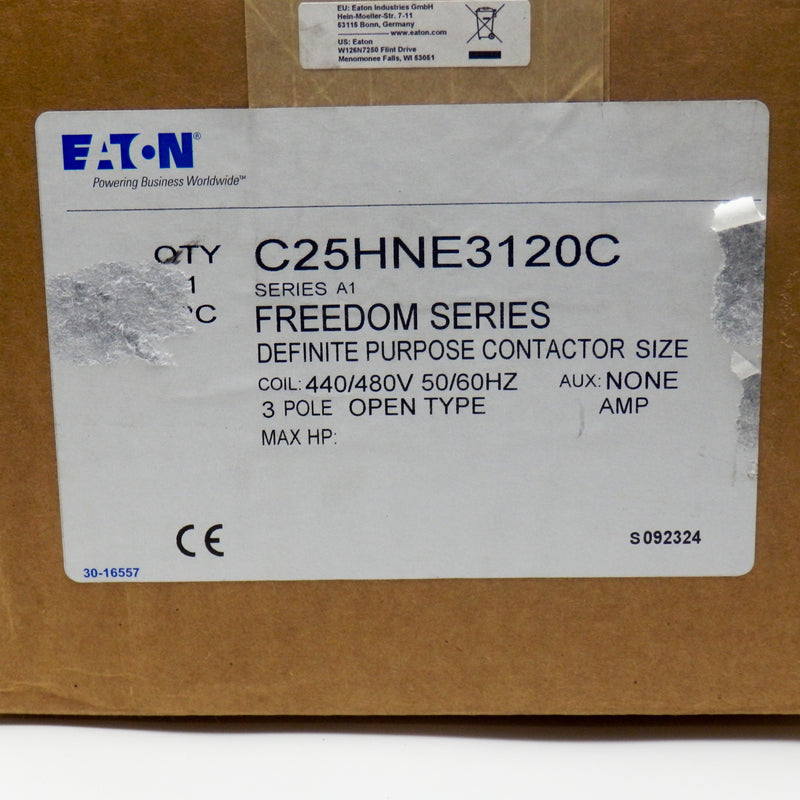 EU: Eaton Industries GmbH
Hein-Moeller-Str. 7-11
53115 Bonn, Germany
www.eaton.com
US: Eaton
W126N7250 Flint Drive
Menomonee Falls, WI 53051
EATON®
Powering Business Worldwide™
QTY C25HNE3120C
1 SERIES A1
FREEDOM SERIES
DEFINITE PURPOSE CONTACTOR SIZE
COIL: 440/480V 50/60HZ AUX: NONE
3 POLE OPEN TYPE AMP
MAX HP:
CE S092324
30-16557